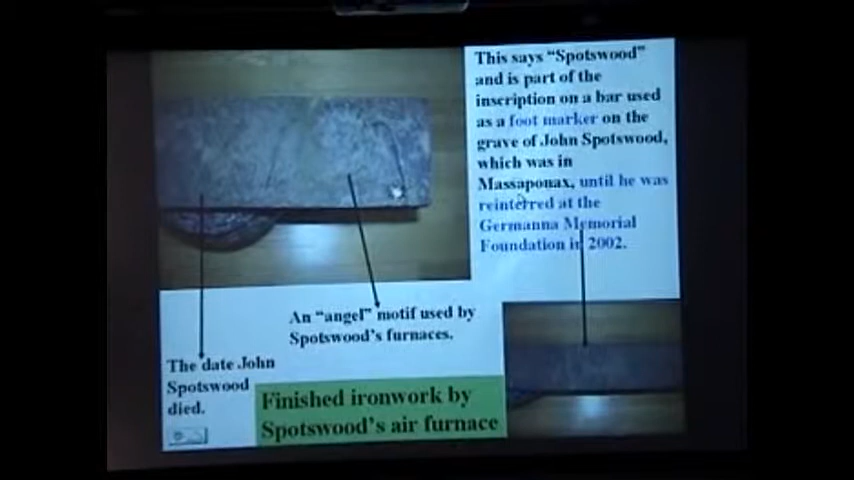 This says "Spotswood"
and is part of the
inscription on a bar used
as a foot marker on the
grave of John Spotswood,
which was in
Massaponax, until he was
reinterred at the
Germanna Memorial
Foundation in 2002.
An "angel" motif used by
Spotswood's furnaces.
The date John
Spotswood
died.
Finished ironwork by
Spotswood's air furnace